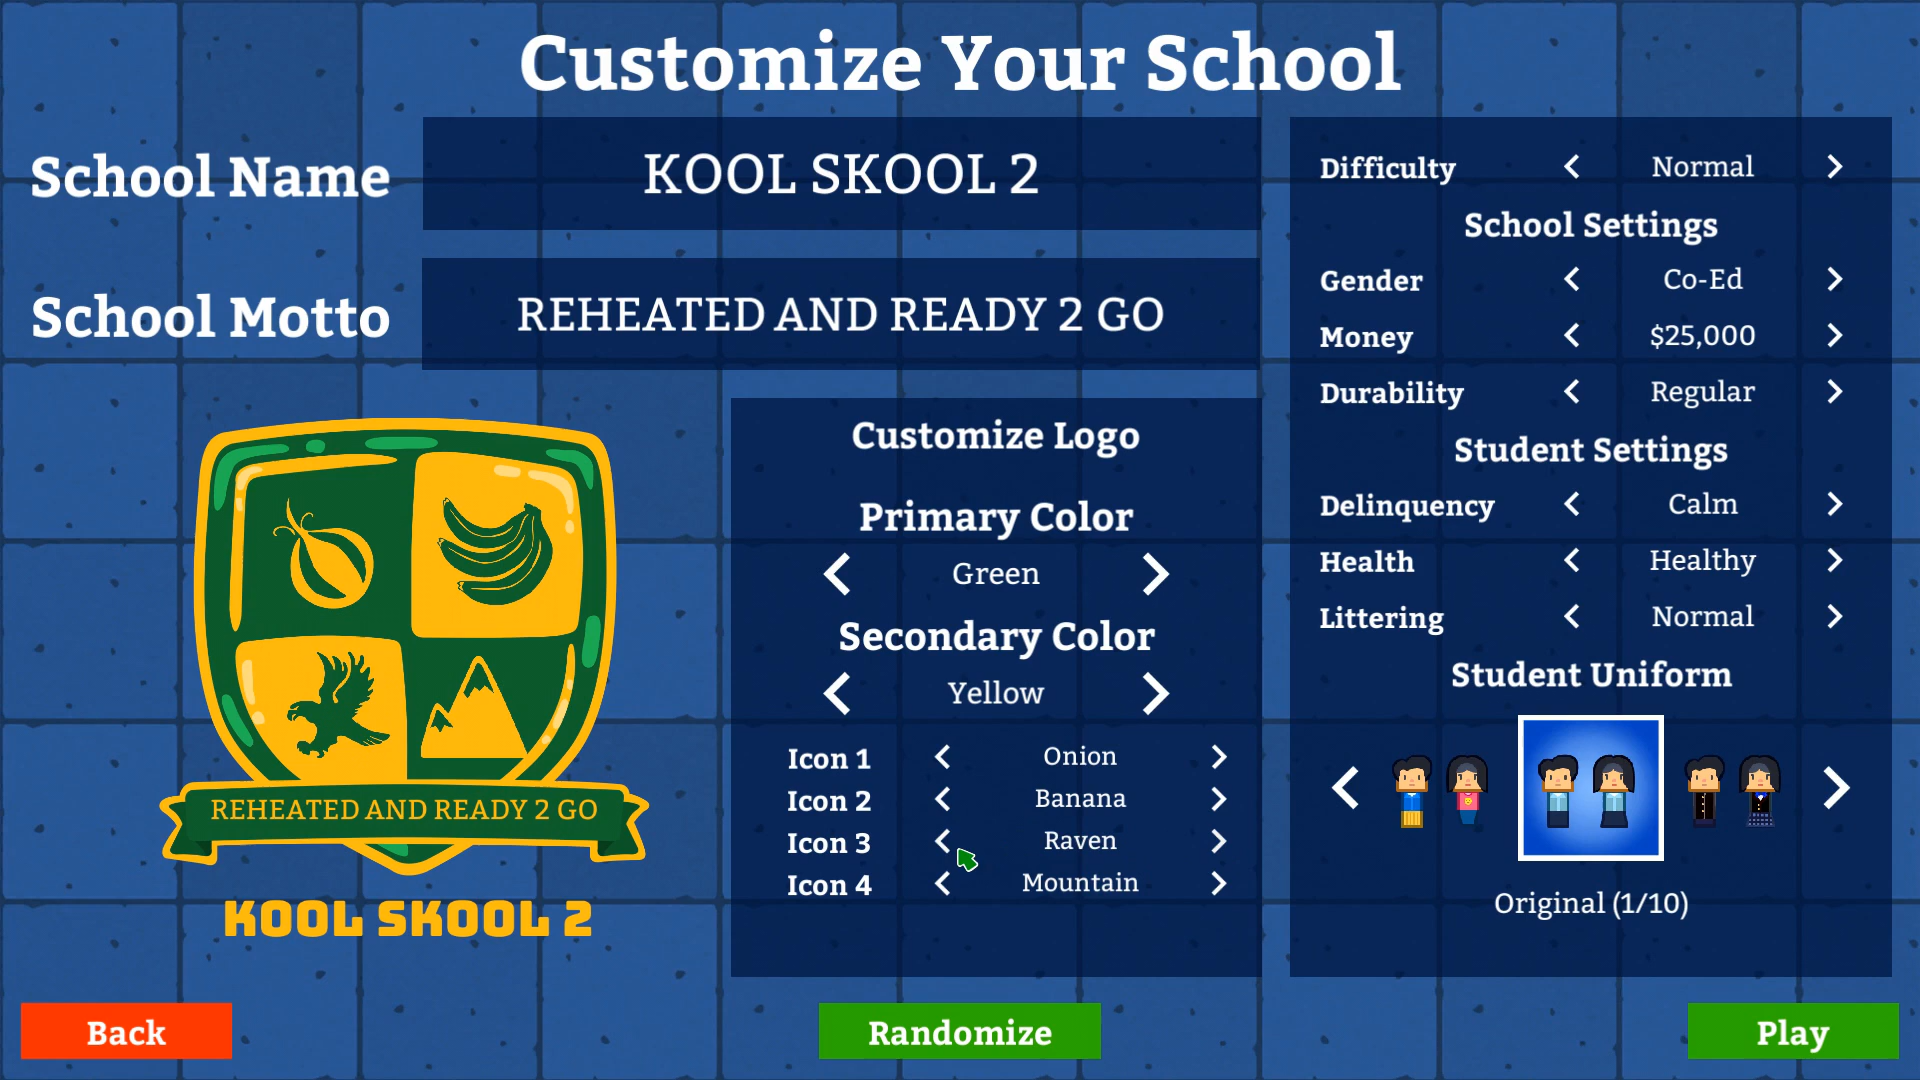 Customize Your School
School Name
KOOL SKOOL 2
School Motto
REHEATED AND READY 2 GO
REHEATED AND READY 2 GO
KOOL SKOOL 2
Customize Logo
Primary Color
Green
Secondary Color
Yellow
Icon 1 Onion
Icon 2 Banana
Icon 3 Raven
Icon 4 Mountain
Difficulty Normal
School Settings
Gender Co-Ed
Money $25,000
Durability Regular
Student Settings
Delinquency Calm
Health Healthy
Littering Normal
Student Uniform
Original (1/10)
Back
Randomize
Play